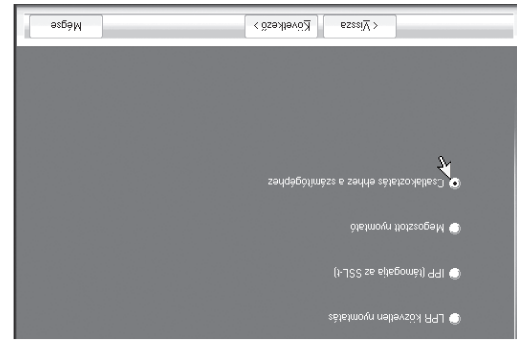 LPR közvetlen nyomtatás
IPP (támogatja az SSL-t)
Megosztott nyomtató
Csatlakoztatás ehhez a számítógéphez
< Vissza
Következő >
Mégse